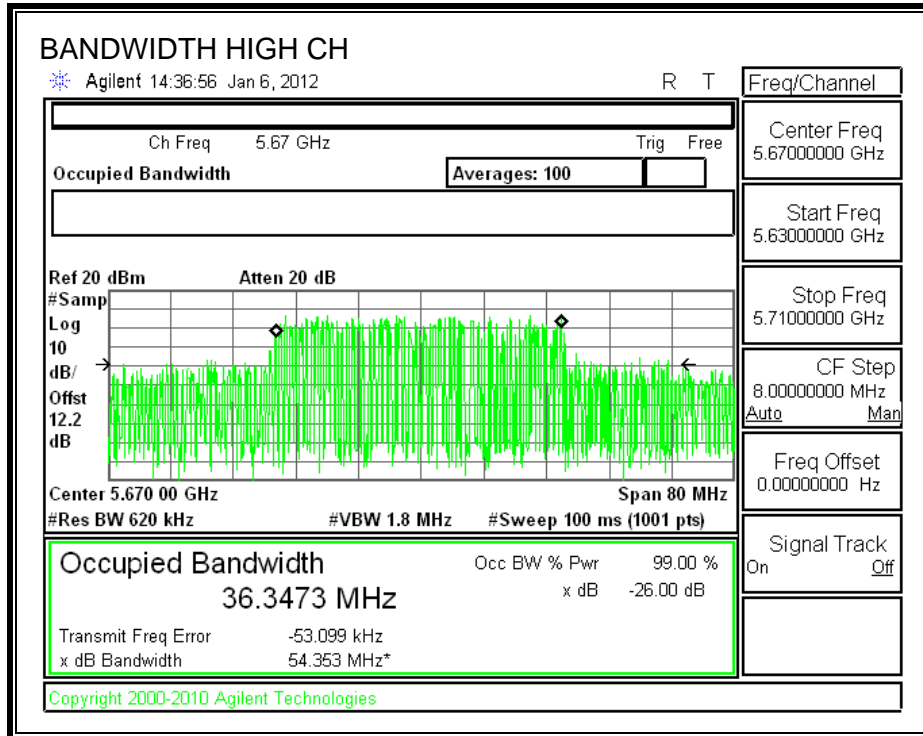 BANDWIDTH HIGH CH
Agilent 14:36:56 Jan 6, 2012 R T
Freq/Channel
Ch Freq 5.67 GHz Trig Free
Occupied Bandwidth Averages: 100
Ref 20 dBm Atten 20 dB
#Samp
Log
10
dB/
Offst
12.2
dB
Center 5.670 00 GHz Span 80 MHz
#Res BW 620 kHz #VBW 1.8 MHz #Sweep 100 ms (1001 pts)
Occupied Bandwidth Occ BW % Pwr 99.00 %
36.3473 MHz x dB -26.00 dB
Transmit Freq Error -53.099 kHz
x dB Bandwidth 54.353 MHz*
Copyright 2000-2010 Agilent Technologies
Center Freq
5.67000000 GHz
Start Freq
5.63000000 GHz
Stop Freq
5.71000000 GHz
CF Step
8.00000000 MHz
Auto Man
Freq Offset
0.00000000 Hz
Signal Track
On Off